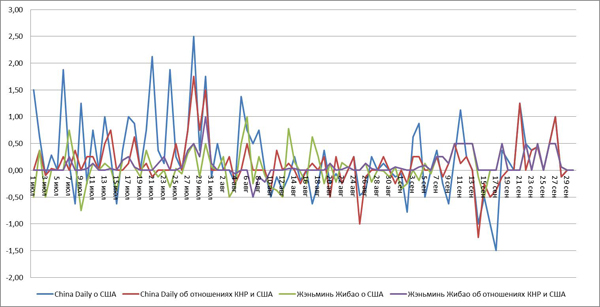 3,00
2,50
2,00
1,50
1,00
0,50
0,00
-0,50
-1,00
-1,50
-2,00
1 июл
3 июл
5 июл
7 июл
9 июл
11 июл
13 июл
15 июл
17 июл
19 июл
21 июл
23 июл
25 июл
27 июл
29 июл
31 июл
2 авг
4 авг
6 авг
8 авг
10 авг
12 авг
14 авг
16 авг
18 авг
20 авг
22 авг
24 авг
26 авг
28 авг
30 авг
1 сен
3 сен
5 сен
7 сен
9 сен
11 сен
13 сен
15 сен
17 сен
19 сен
21 сен
23 сен
25 сен
27 сен
29 сен
China Daily о США
China Daily об отношениях КНР и США
Жэньминь Жибао о США
Жэньминь Жибао об отношениях КНР и США